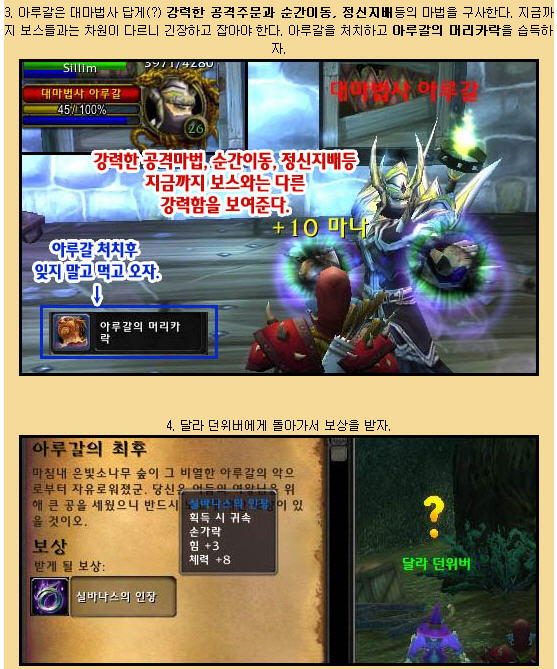 3. 아루갈은 대마법사 답게(?) 강력한 공격주문과 순간이동, 정신지배등의 마법을 구사한다. 지금까
지 보스들과는 차원이 다르니 긴장하고 잡아야 한다. 아루갈을 처치하고 아루갈의 머리카락을 습득하
자.
Sillim
3971/4280
대마법사 아루갈
45 / 100%
26
대마법사 아루갈
강력한 공격마법, 순간이동, 정신지배등
지금까지 보스와는 다른
강력함을 보여준다.
+10 마나
아루갈 처치후
잊지 말고 먹고 오자.
↓
아루갈의 머리카
락
4. 달라 던위버에게 돌아가서 보상을 받자.
아루갈의 최후
마침내 은빛소나무 숲이 그 비열한 아루갈의 악으
로부터 자유로워졌군. 당신은
해 큰 공을 세웠으니 반드시 이 있
을 것이오.
실바나스의 인장
획득 시 귀속
손가락
힘 +3
체력 +8
보상
받게 될 보상:
실바나스의 인장
?
달라 던위버